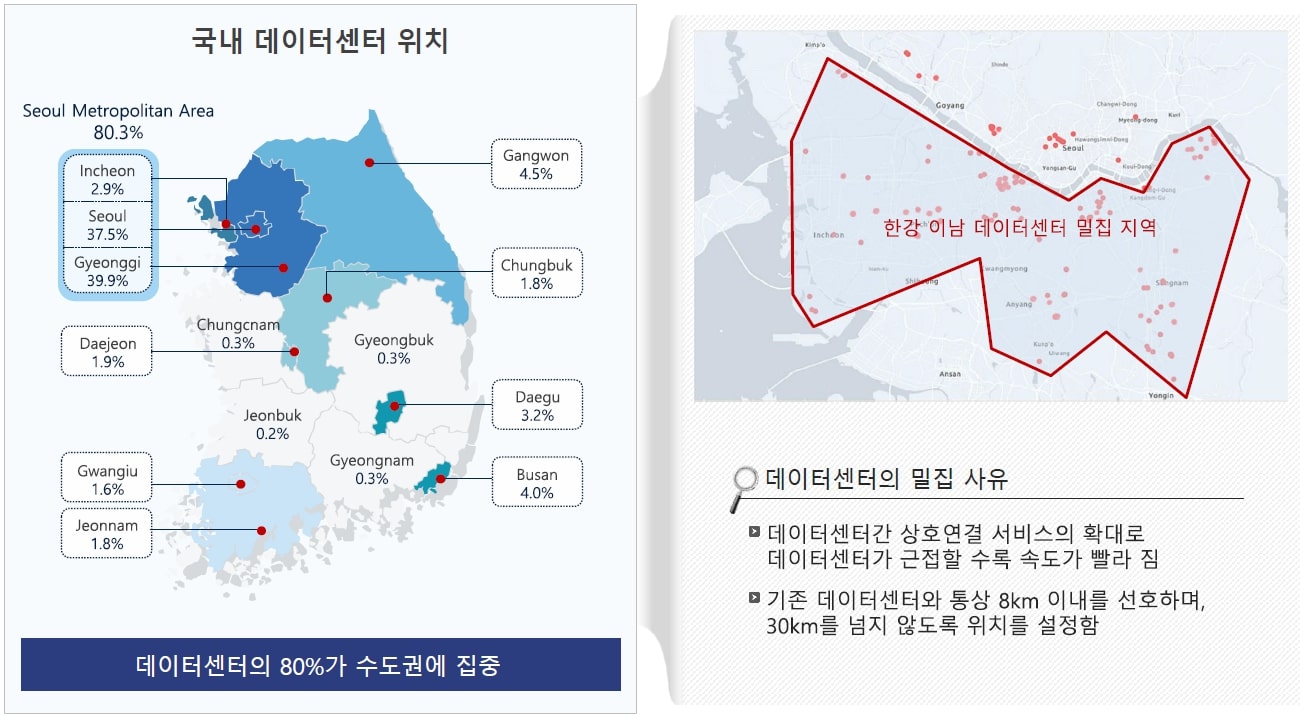 국내 데이터센터 위치
Seoul Metropolitan Area
80.3%
Incheon
2.9%
Seoul
37.5%
Gyeonggi
39.9%
Gangwon
4.5%
Chungbuk
1.8%
Chungcnam
0.3%
Daejeon
1.9%
Gyeongbuk
0.3%
Daegu
3.2%
Jeonbuk
0.2%
Gyeongnam
0.3%
Gwangiu
1.6%
Busan
4.0%
Jeonnam
1.8%
데이터센터의 80%가 수도권에 집중
Kimp'o
Goyang
Changwi-Dong
Myeong-dong
Kuri
Hawangsimni-Dong
Seoul
Yongsan-Gu
한강 이남 데이터센터 밀집 지역
Incheon
Anyang
Ansan
Yongin
데이터센터의 밀집 사유
데이터센터간 상호연결 서비스의 확대로
데이터센터가 근접할 수록 속도가 빨라 짐
기존 데이터센터와 통상 8km 이내를 선호하며,
30km를 넘지 않도록 위치를 설정함